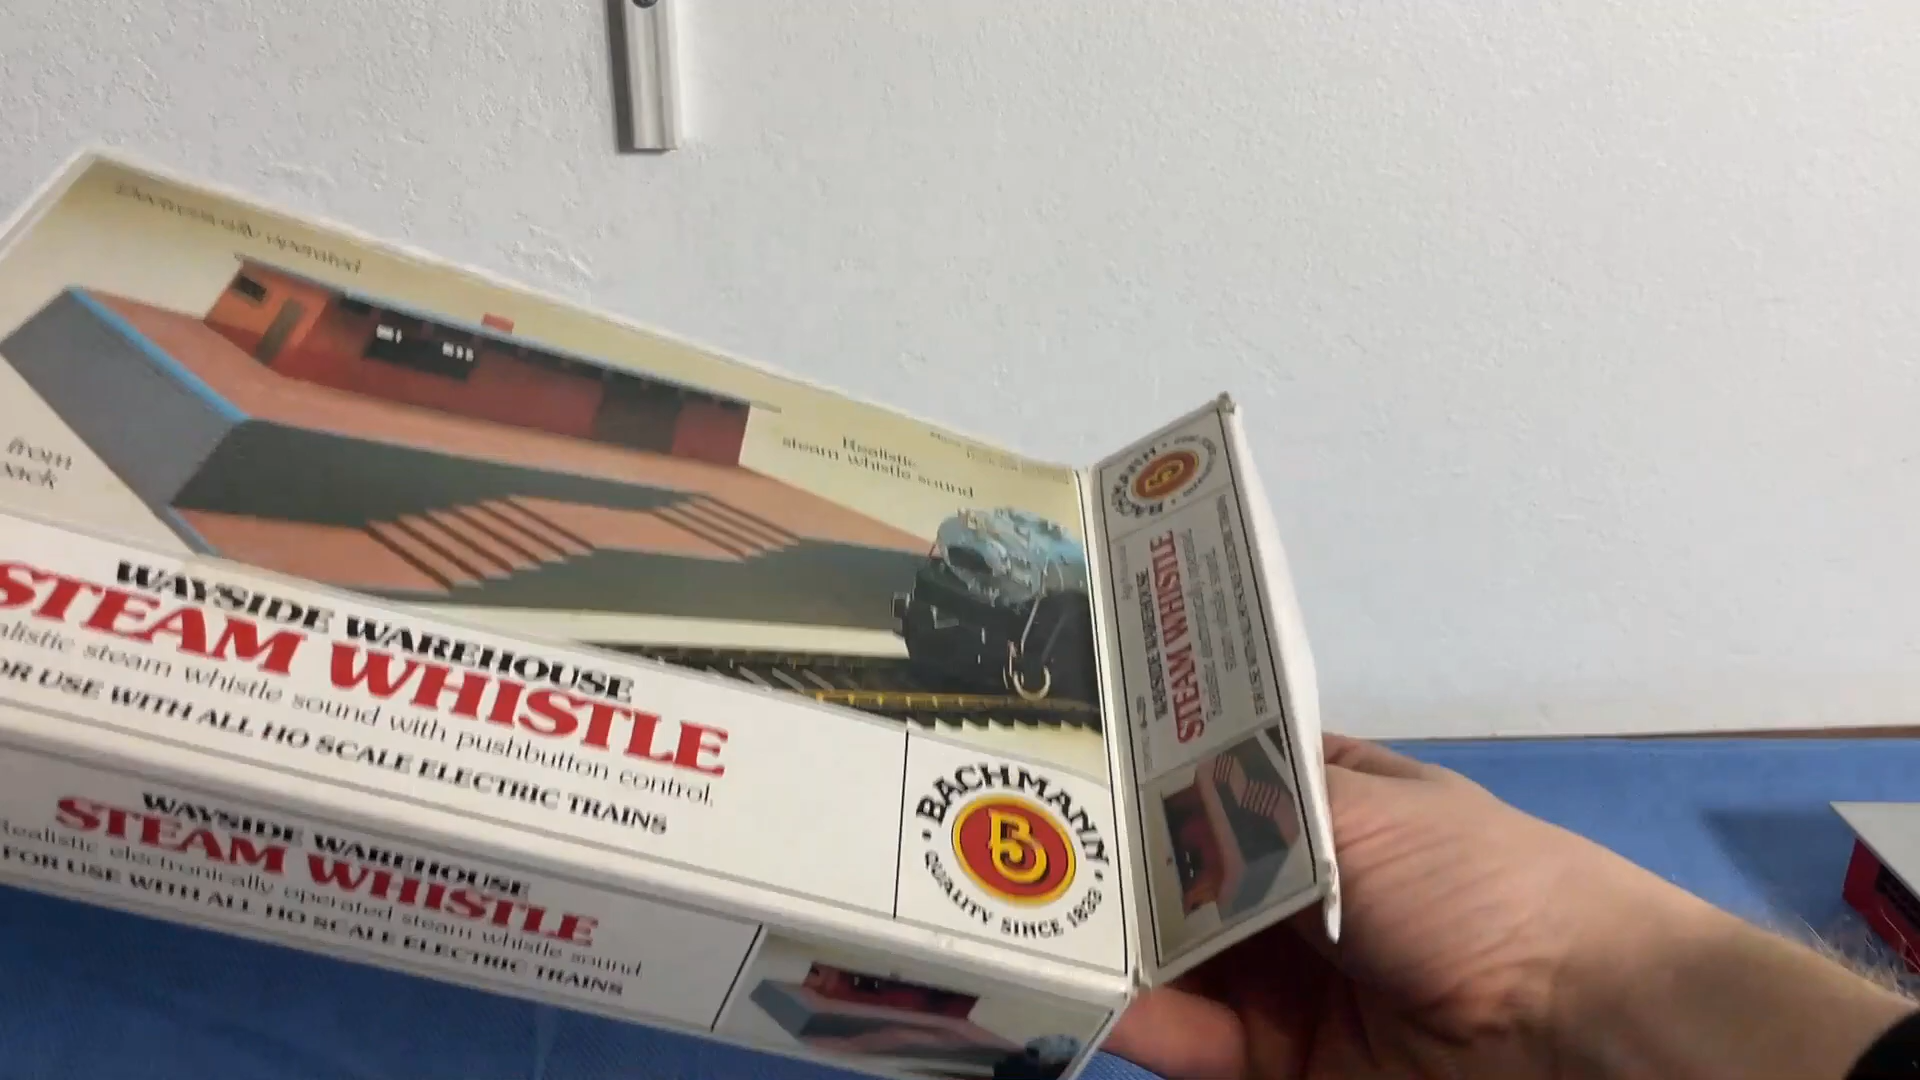 Electronically operated
Realistic
steam whistle sound
from
WAYSIDE WAREHOUSE
STEAM WHISTLE
steam whistle sound with pushbutton control.
USE WITH ALL HO SCALE ELECTRIC TRAINS
BACHMANN
B
QUALITY SINCE 1833
WAYSIDE WAREHOUSE
STEAM WHISTLE
Realistic electronically operated steam whistle sound
FOR USE WITH ALL HO SCALE ELECTRIC TRAINS
BACHMANN
B
WAYSIDE WAREHOUSE
STEAM WHISTLE